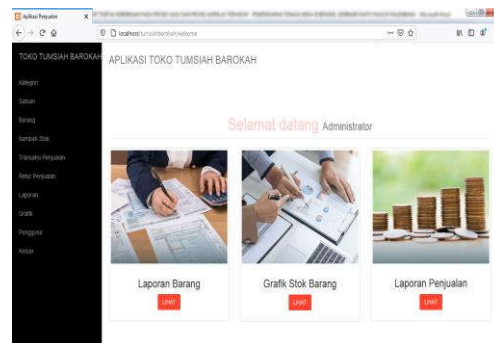 Aplikasi Penjualan
localhost/tumsiahbarokah/welcome
TOKO TUMSIAH BAROKAH
APLIKASI TOKO TUMSIAH BAROKAH
Kategori
Satuan
Barang
Tambah Stok
Transaksi Penjualan
Retur Penjualan
Laporan
Grafik
Pengguna
Keluar
Selamat datang Administrator
Laporan Barang
LIHAT
Grafik Stok Barang
LIHAT
Laporan Penjualan
LIHAT